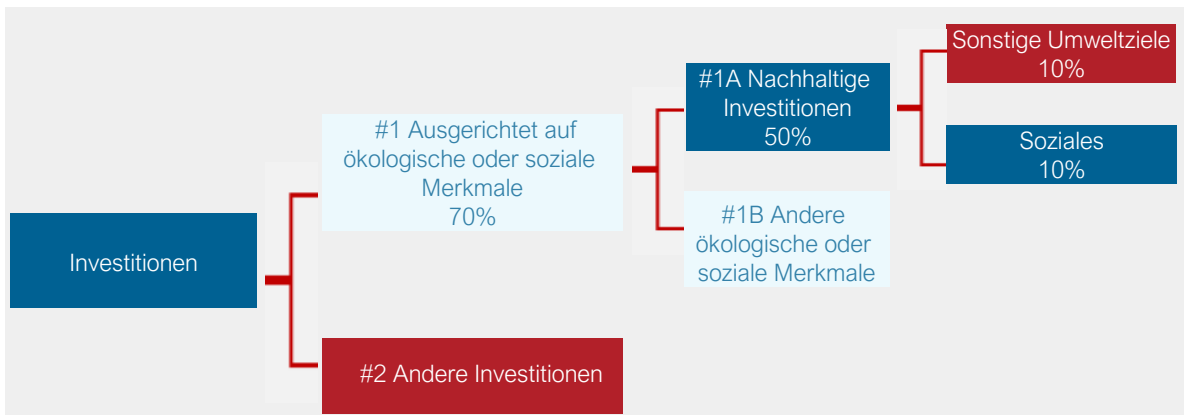 Investitionen
#1 Ausgerichtet auf
ökologische oder soziale
Merkmale
70%
#2 Andere Investitionen
#1A Nachhaltige
Investitionen
50%
#1B Andere
ökologische oder
soziale Merkmale
Sonstige Umweltziele
10%
Soziales
10%